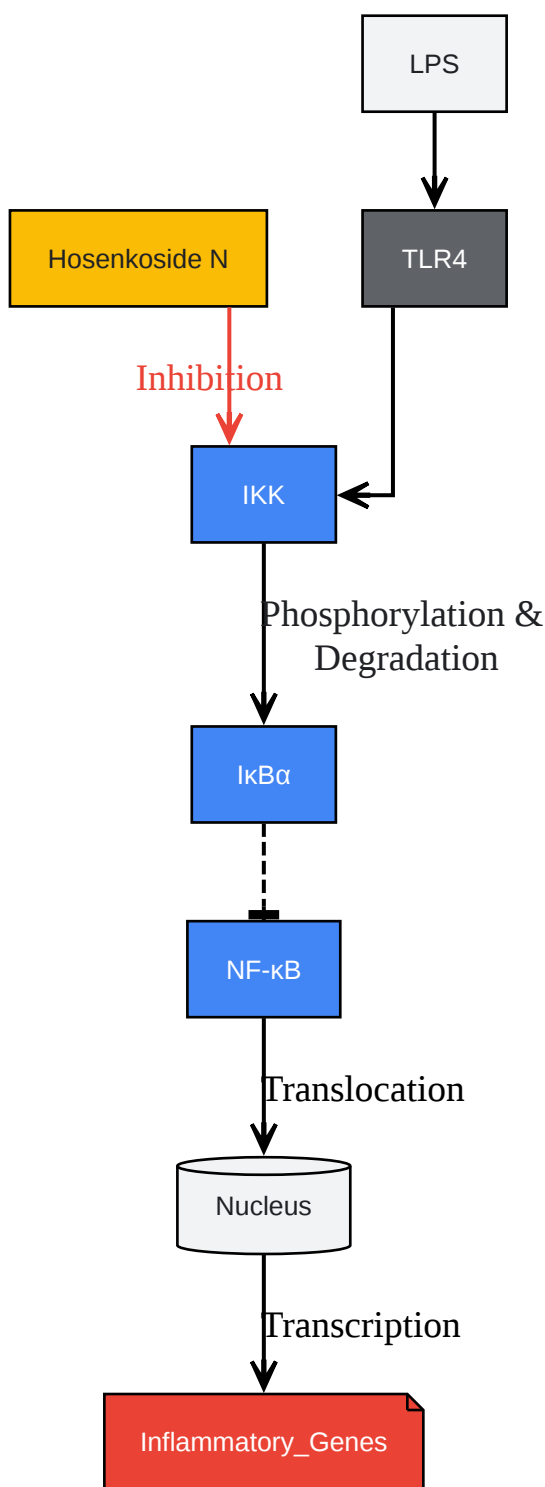 LPS
Hosenkoside N
TLR4
Inhibition
IKK
Phosphorylation &
Degradation
IκBα
NF-κB
Translocation
Nucleus
Transcription
Inflammatory_Genes